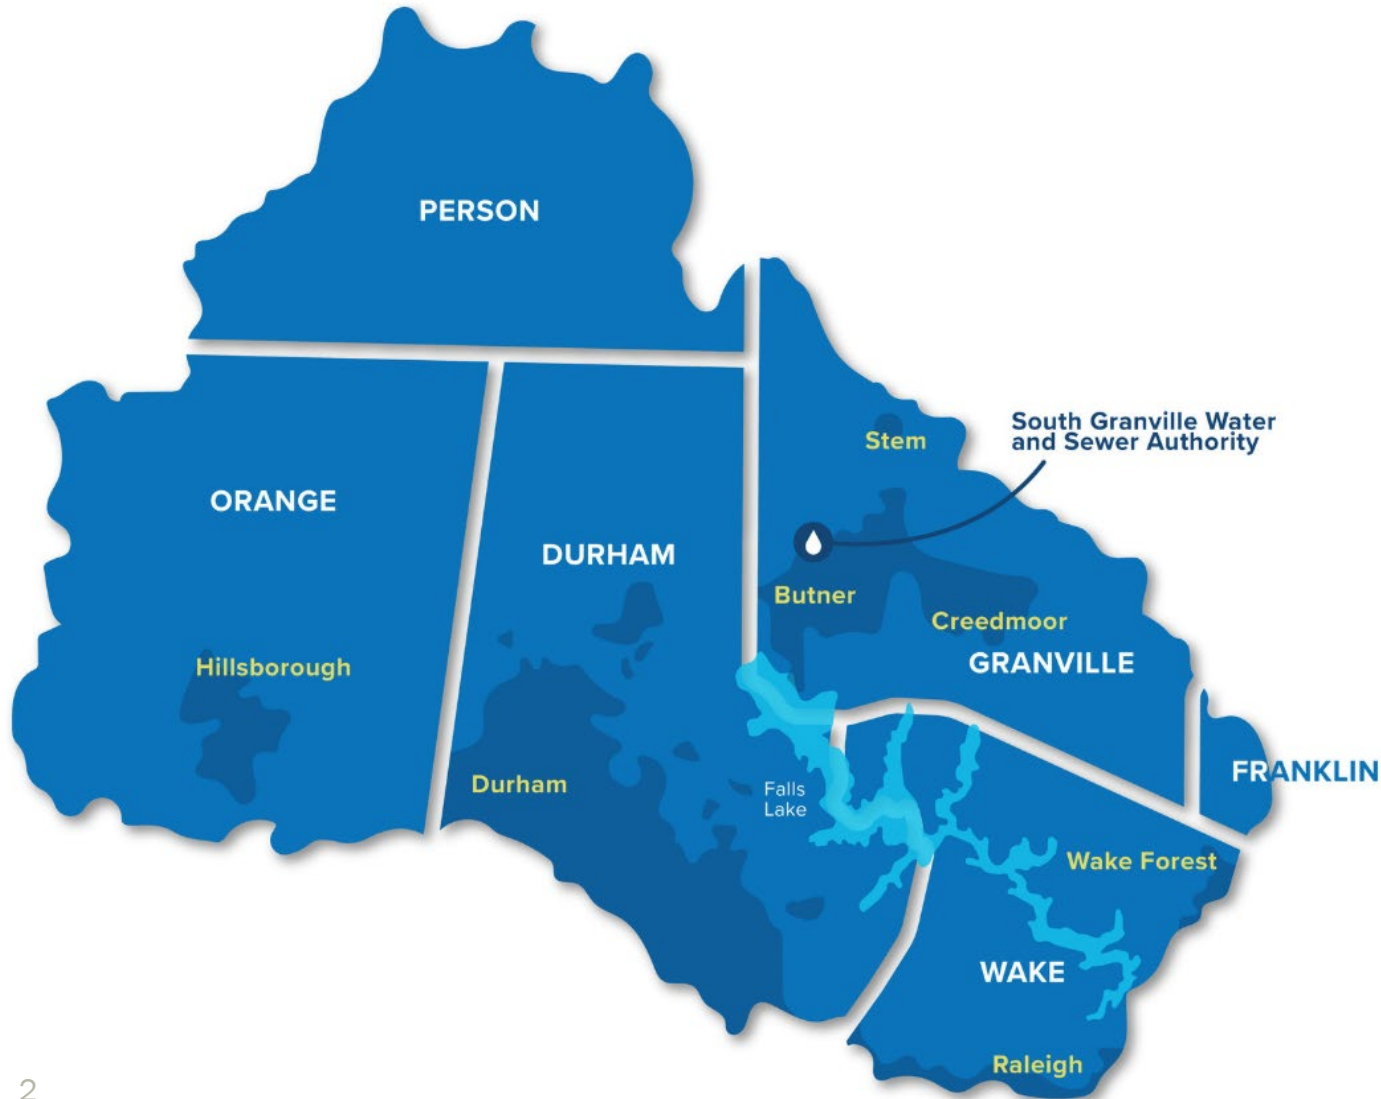 PERSON
South Granville Water
and Sewer Authority
Stem
ORANGE
DURHAM
Butner
Creedmoor
GRANVILLE
Hillsborough
FRANKLIN
Durham
Falls
Lake
Wake Forest
WAKE
Raleigh
2